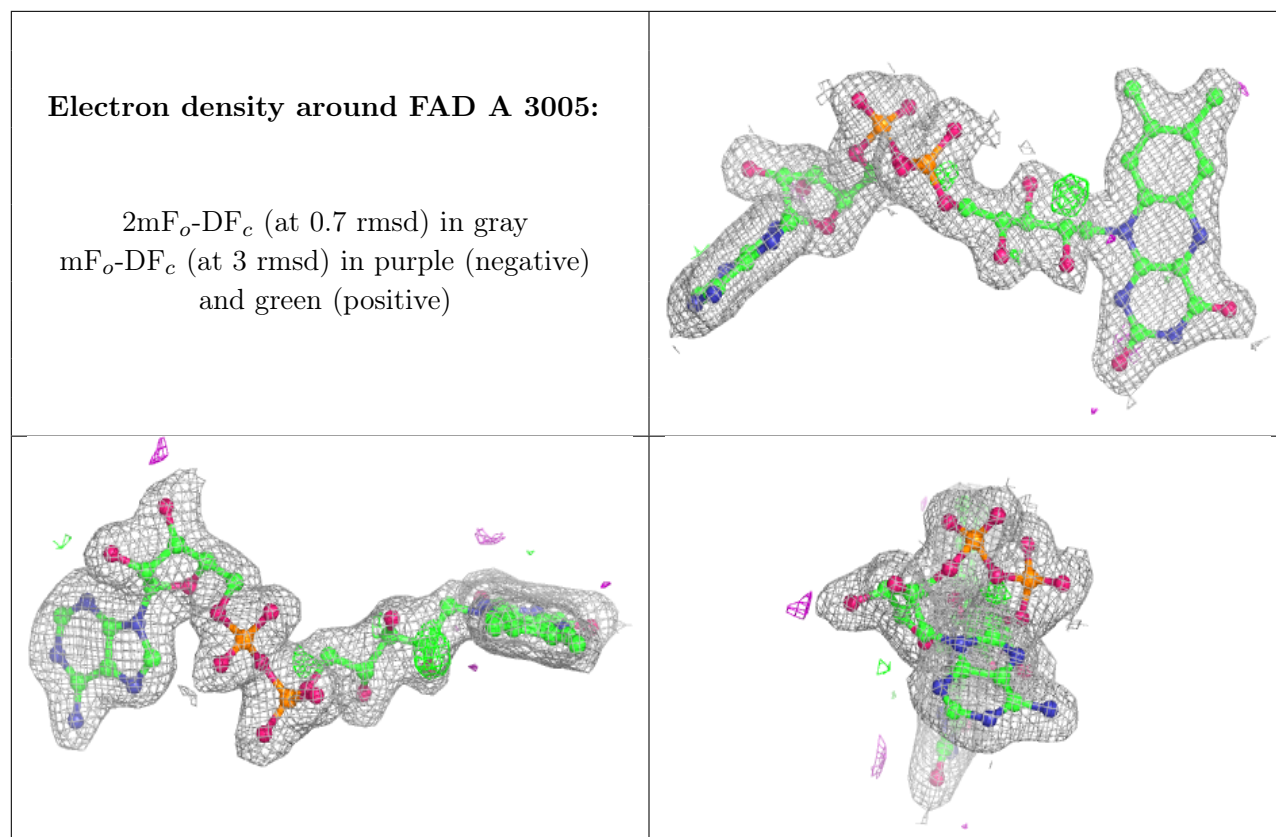 Electron density around FAD A 3005:
2mFₒ-DF𝒸 (at 0.7 rmsd) in gray
mFₒ-DF𝒸 (at 3 rmsd) in purple (negative)
and green (positive)